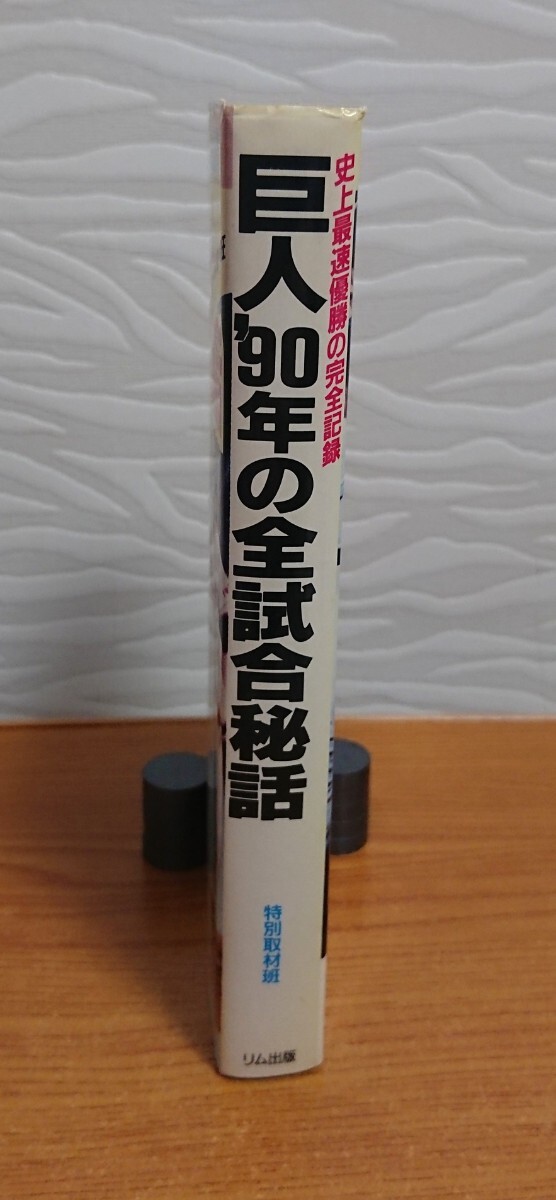 史上最速優勝の完全記録
巨人'90年の全試合秘話
特別取材班
リム出版